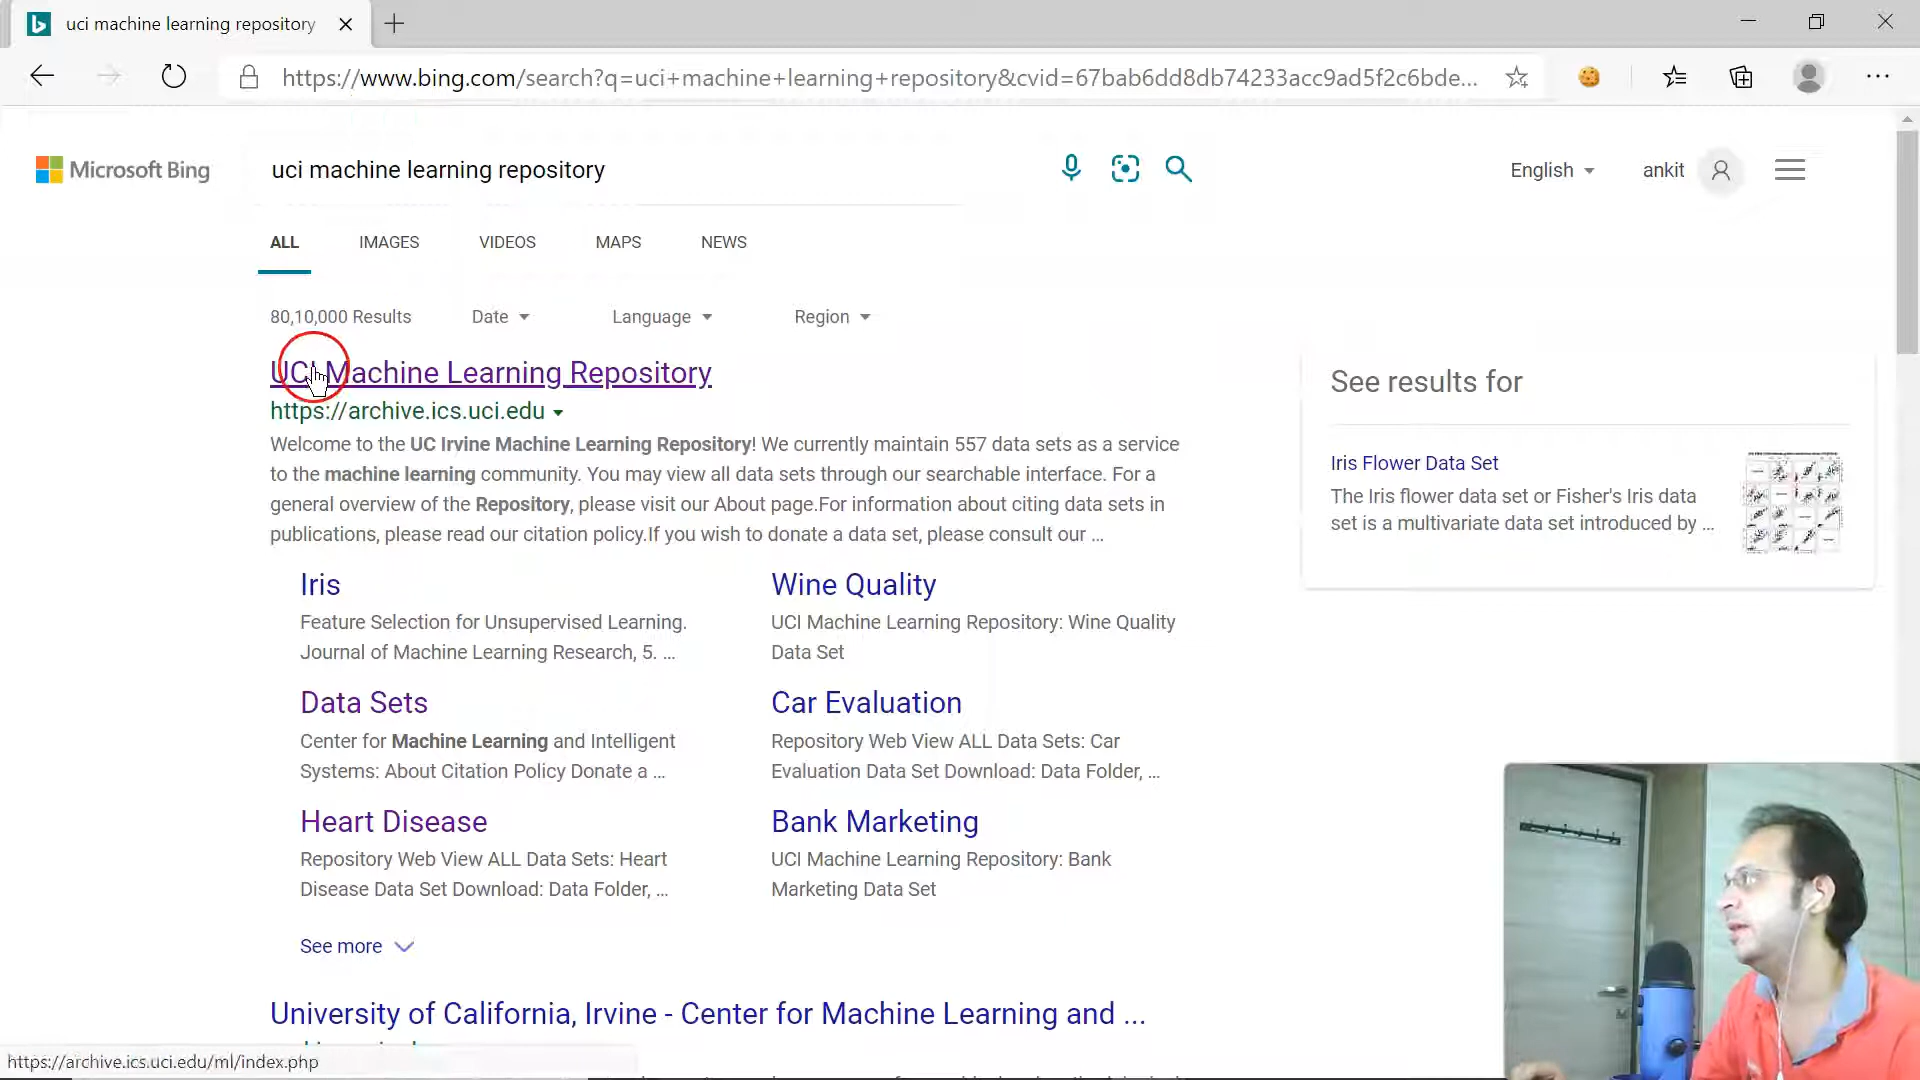 uci machine learning repository
https://www.bing.com/search?q=uci+machine+learning+repository&cvid=67bab6dd8db74233acc9ad5f2c6bde...
Microsoft Bing
uci machine learning repository
English
ankit
ALL IMAGES VIDEOS MAPS NEWS
80,10,000 Results Date Language Region
UCI Machine Learning Repository
https://archive.ics.uci.edu
Welcome to the UC Irvine Machine Learning Repository! We currently maintain 557 data sets as a service
to the machine learning community. You may view all data sets through our searchable interface. For a
general overview of the Repository, please visit our About page.For information about citing data sets in
publications, please read our citation policy.If you wish to donate a data set, please consult our ...
Iris
Feature Selection for Unsupervised Learning.
Journal of Machine Learning Research, 5. ...
Wine Quality
UCI Machine Learning Repository: Wine Quality
Data Set
Data Sets
Center for Machine Learning and Intelligent
Systems: About Citation Policy Donate a ...
Car Evaluation
Repository Web View ALL Data Sets: Car
Evaluation Data Set Download: Data Folder, ...
Heart Disease
Repository Web View ALL Data Sets: Heart
Disease Data Set Download: Data Folder, ...
Bank Marketing
UCI Machine Learning Repository: Bank
Marketing Data Set
See more
University of California, Irvine - Center for Machine Learning and ...
See results for
Iris Flower Data Set
The Iris flower data set or Fisher's Iris data
set is a multivariate data set introduced by ...
https://archive.ics.uci.edu/ml/index.php